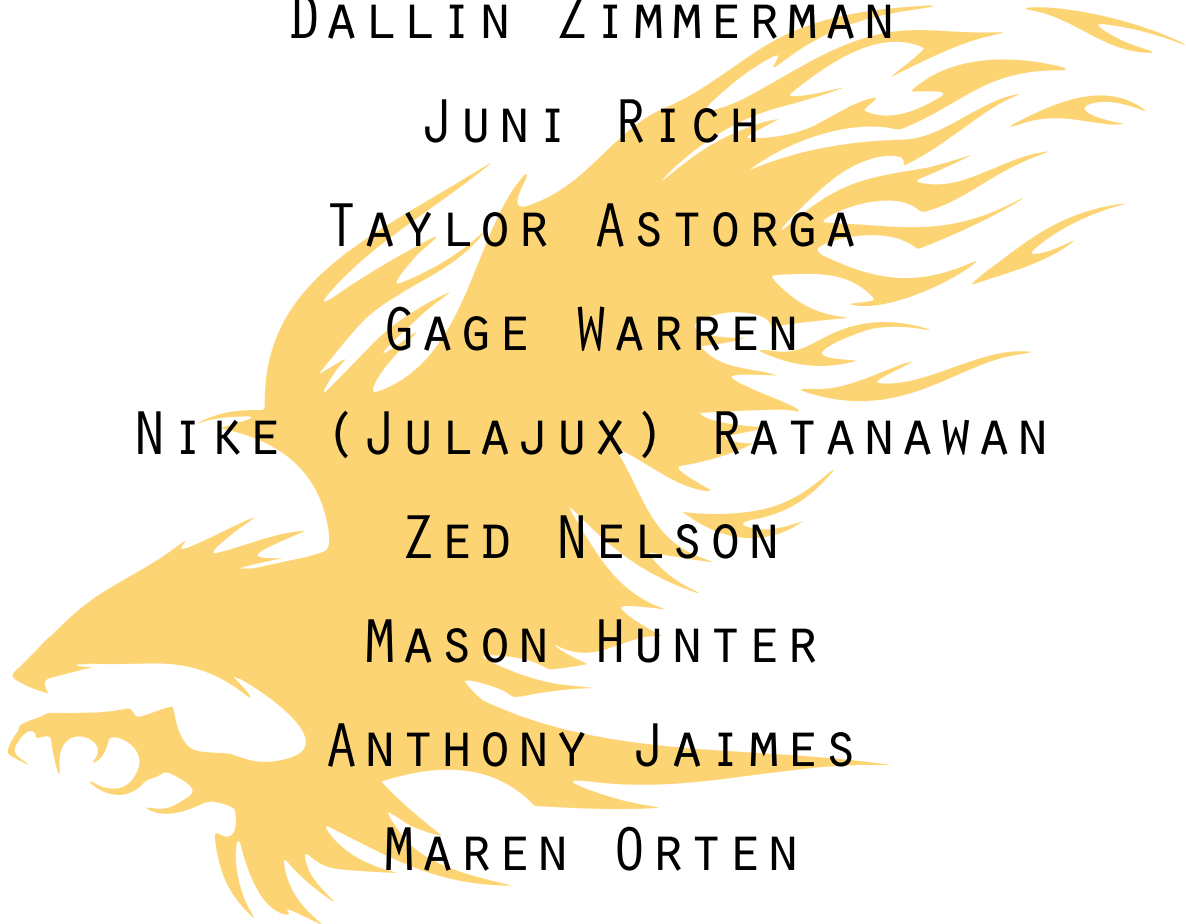 Dallin Zimmerman
Juni Rich
Taylor Astorga
Gage Warren
Nike (Julajux) Ratanawan
Zed Nelson
Mason Hunter
Anthony Jaimes
Maren Orten